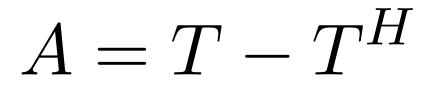 A = T − T^H